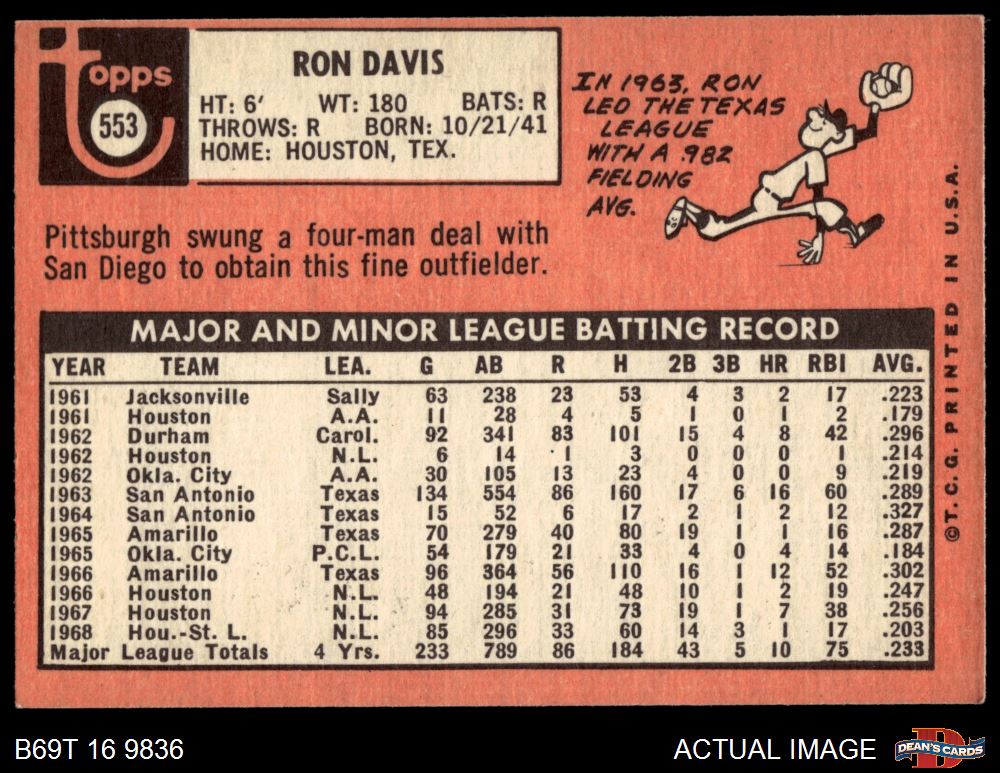 Topps
553
RON DAVIS
HT: 6' WT: 180 BATS: R
THROWS: R BORN: 10/21/41
HOME: HOUSTON, TEX.
IN 1963, RON
LED THE TEXAS
LEAGUE
WITH A .982
FIELDING
AVG.
Pittsburgh swung a four-man deal with
San Diego to obtain this fine outfielder.
MAJOR AND MINOR LEAGUE BATTING RECORD
YEAR TEAM LEA. G AB R H 2B 3B HR RBI AVG.
1961 Jacksonville Sally 63 238 23 53 4 3 2 17 .223
1961 Houston A.A. 11 28 4 5 1 0 1 2 .179
1962 Durham Carol. 92 341 83 101 15 4 8 42 .296
1962 Houston N.L. 6 14 1 3 0 0 0 1 .214
1962 Okla. City A.A. 30 105 13 23 4 0 0 9 .219
1963 San Antonio Texas 134 554 86 160 17 6 16 60 .289
1964 San Antonio Texas 15 52 6 17 2 1 2 12 .327
1965 Amarillo Texas 70 279 40 80 19 1 1 16 .287
1965 Okla. City P.C.L. 54 179 21 33 4 0 4 14 .184
1966 Amarillo Texas 96 364 56 110 16 1 12 52 .302
1966 Houston N.L. 48 194 21 48 10 1 2 19 .247
1967 Houston N.L. 94 285 31 73 19 1 7 38 .256
1968 Hou.-St. L. N.L. 85 296 33 60 14 3 1 17 .203
Major League Totals 4 Yrs. 233 789 86 184 43 5 10 75 .233
©T.C.G. PRINTED IN U.S.A.
B69T 16 9836
ACTUAL IMAGE
D
DEAN'S CARDS